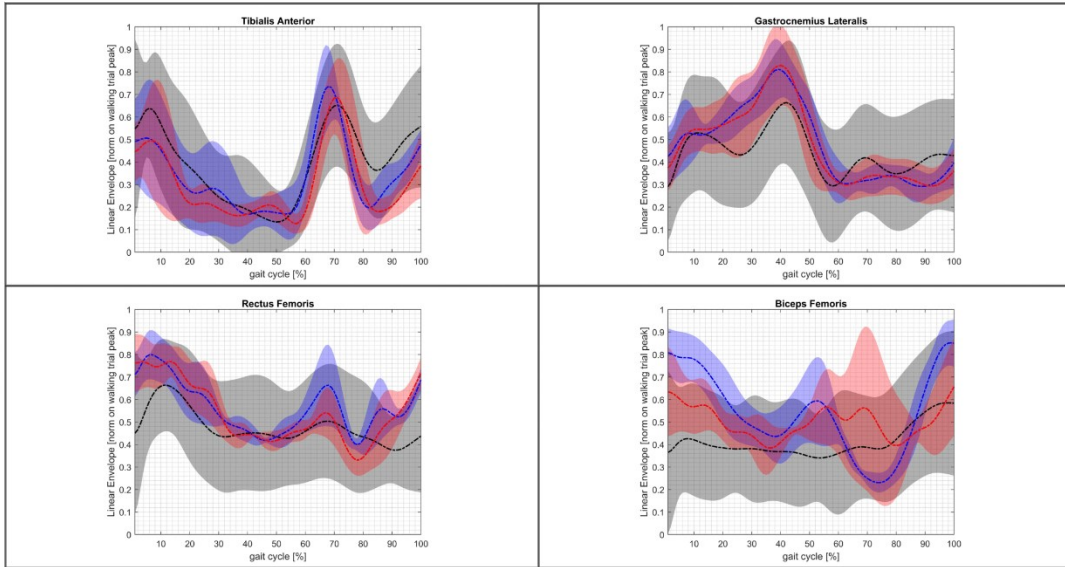 Tibialis Anterior
Linear Envelope [norm on walking trial peak]
1
0.9
0.8
0.7
0.6
0.5
0.4
0.3
0.2
0.1
0
10 20 30 40 50 60 70 80 90 100
gait cycle [%]
Gastrocnemius Lateralis
Linear Envelope [norm on walking trial peak]
1
0.9
0.8
0.7
0.6
0.5
0.4
0.3
0.2
0.1
0
10 20 30 40 50 60 70 80 90 100
gait cycle [%]
Rectus Femoris
Linear Envelope [norm on walking trial peak]
1
0.9
0.8
0.7
0.6
0.5
0.4
0.3
0.2
0.1
0
10 20 30 40 50 60 70 80 90 100
gait cycle [%]
Biceps Femoris
Linear Envelope [norm on walking trial peak]
1
0.9
0.8
0.7
0.6
0.5
0.4
0.3
0.2
0.1
0
10 20 30 40 50 60 70 80 90 100
gait cycle [%]